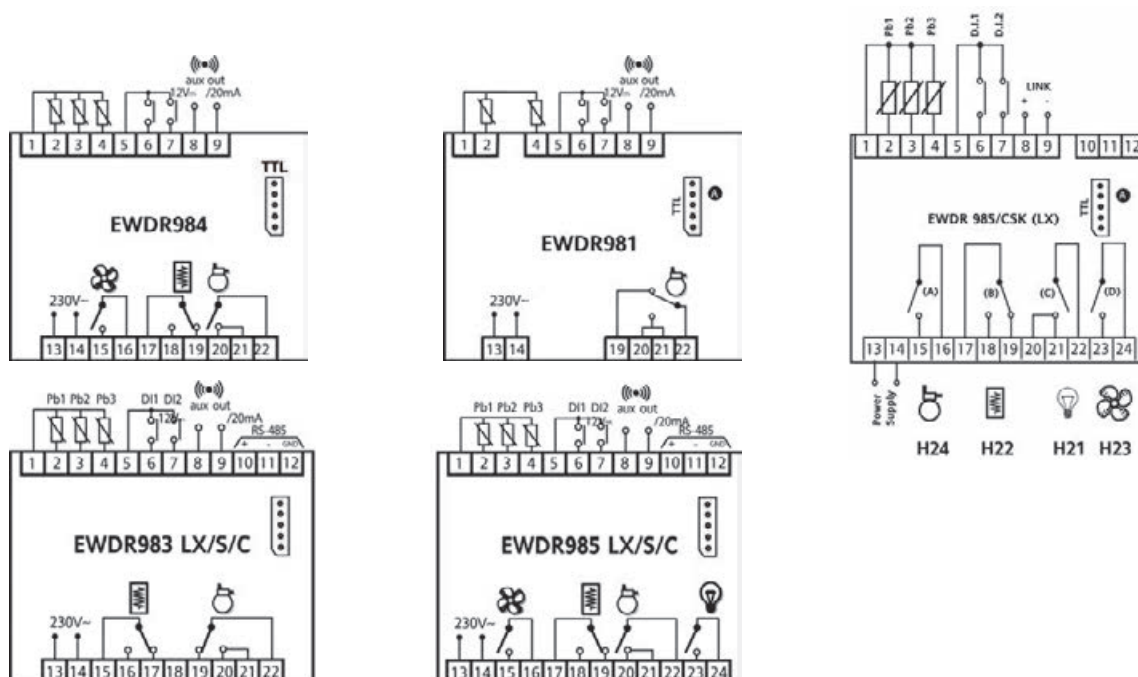 aux out
12V~ /20mA
1 2 3 4 5 6 7 8 9
TTL
EWDR984
230V~
13 14 15 16 17 18 19 20 21 22
aux out
12V~ /20mA
1 2 4 5 6 7 8 9
TTL A
EWDR981
230V~
13 14 19 20 21 22
Pb1 Pb2 Pb3 D.I.1 D.I.2
LINK
+ -
1 2 3 4 5 6 7 8 9 10 11 12
TTL A
EWDR 985/CSK (LX)
(A) (B) (C) (D)
13 14 15 16 17 18 19 20 21 22 23 24
Power Supply
H24 H22 H21 H23
Pb1 Pb2 Pb3 DI1 DI2 aux out
12V~ /20mA
RS-485
+ - GND
1 2 3 4 5 6 7 8 9 10 11 12
EWDR983 LX/S/C
230V~
13 14 15 16 17 18 19 20 21 22
Pb1 Pb2 Pb3 DI1 DI2 aux out
12V~ /20mA
RS-485
+ - GND
1 2 3 4 5 6 7 8 9 10 11 12
EWDR985 LX/S/C
230V~
13 14 15 16 17 18 19 20 21 22 23 24